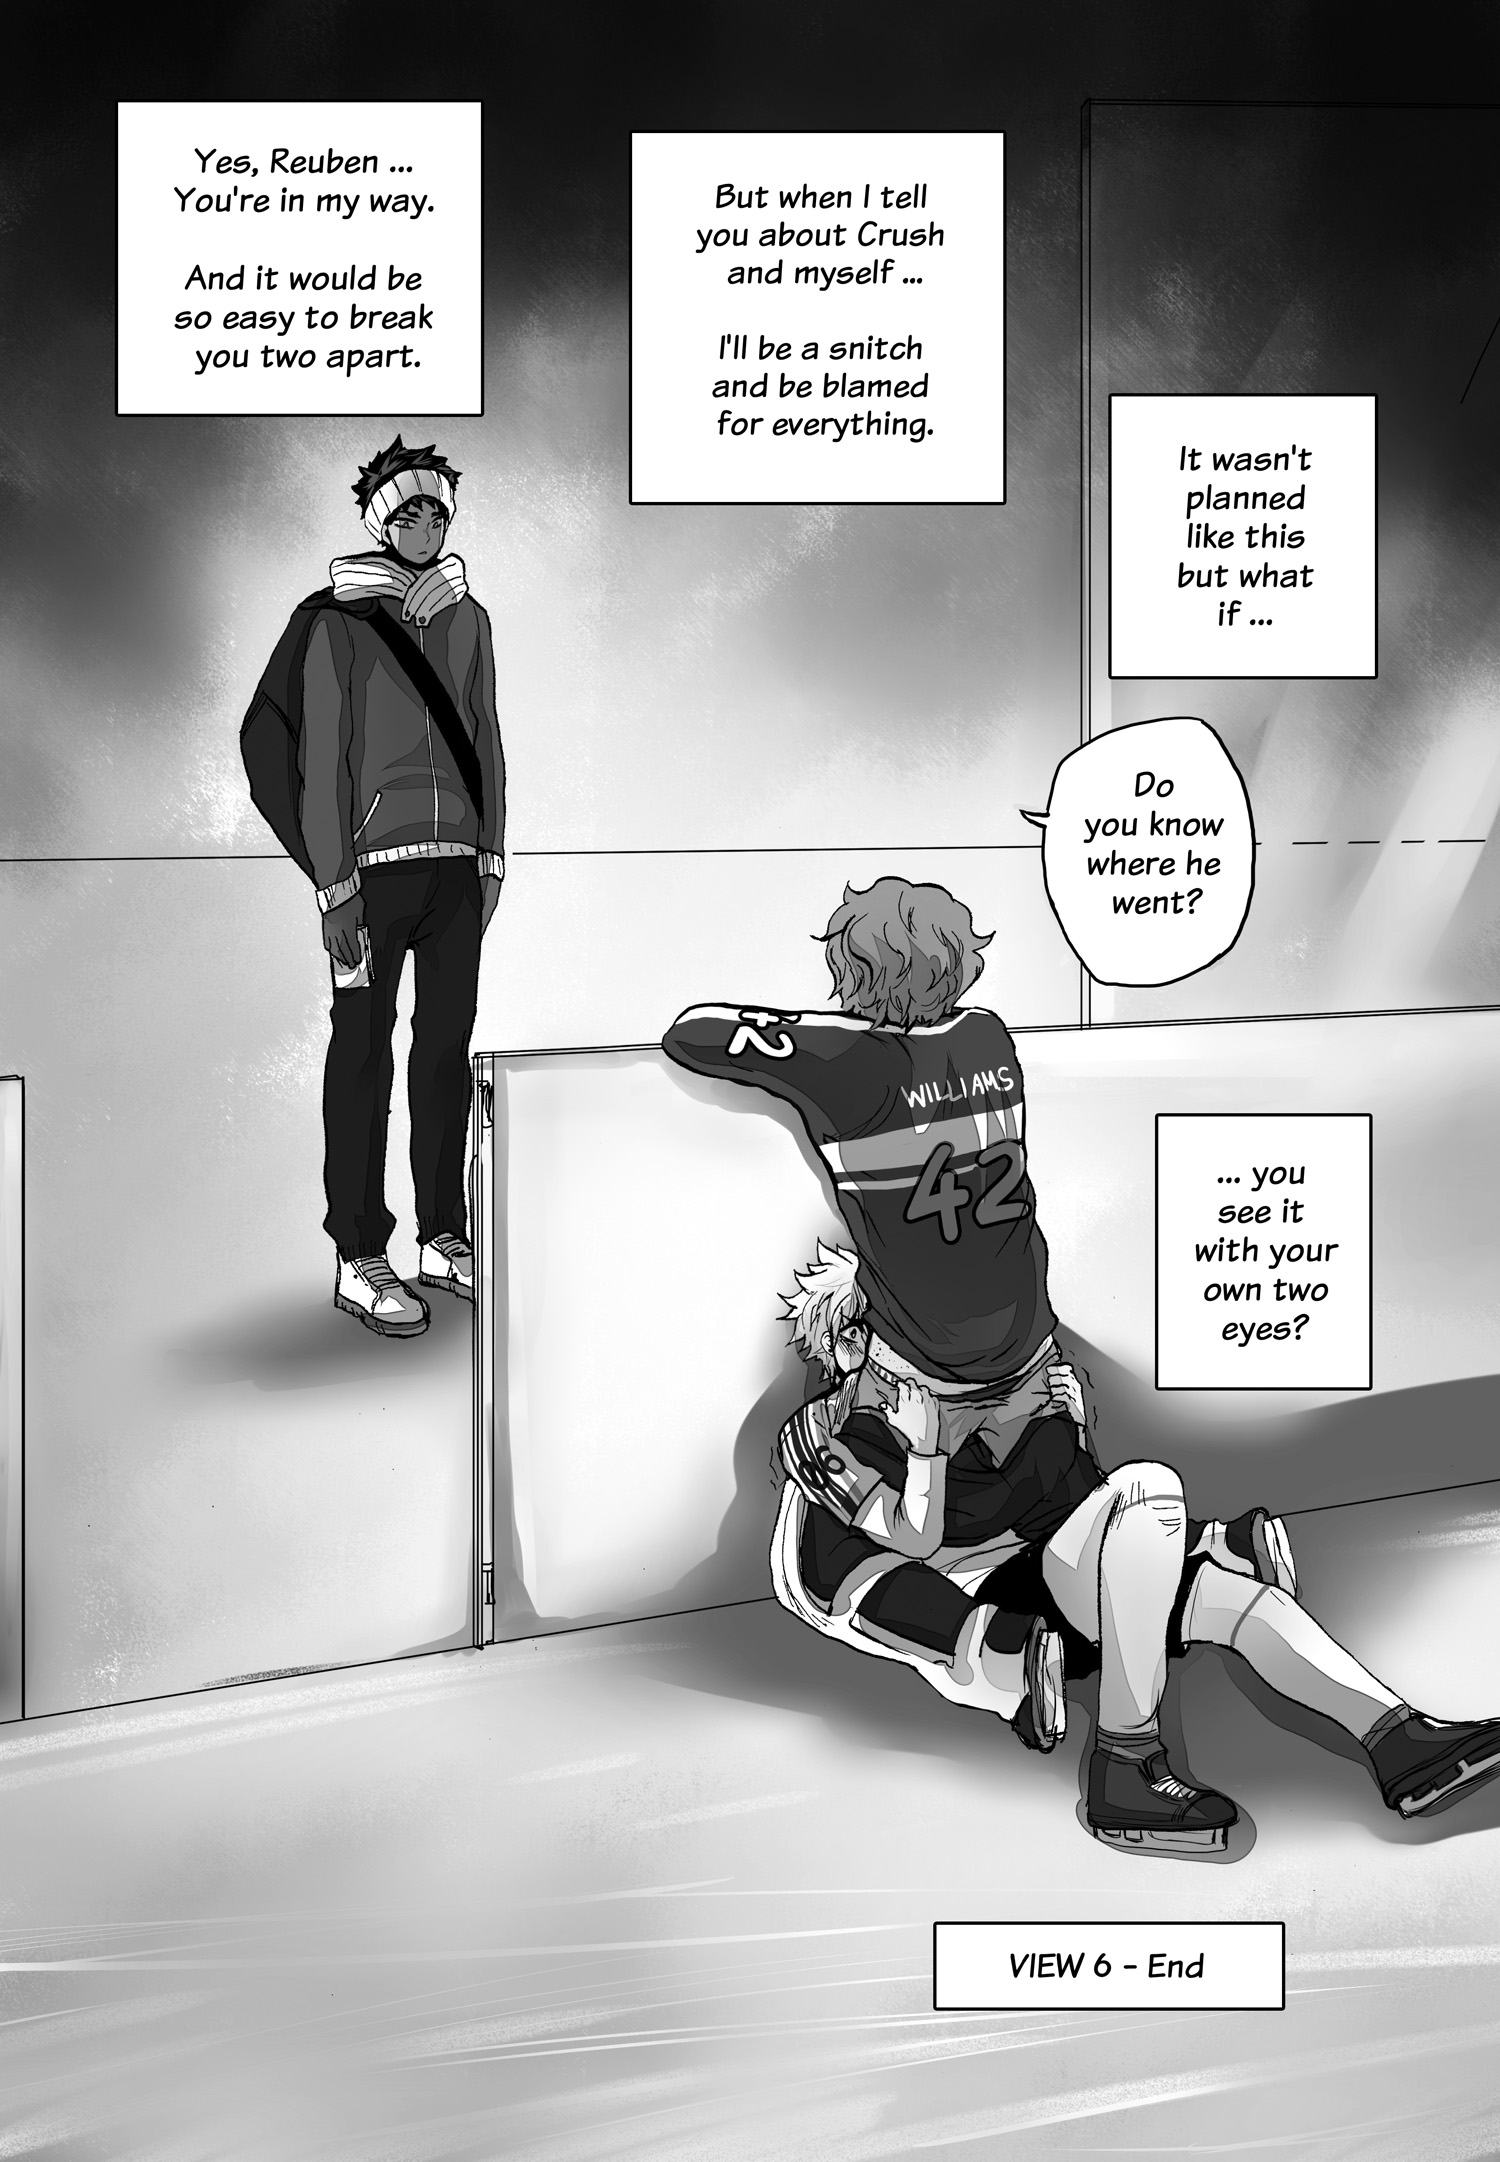 Yes, Reuben ...
You're in my way.
And it would be
so easy to break
you two apart.
But when I tell
you about Crush
and myself ...
I'll be a snitch
and be blamed
for everything.
It wasn't
planned
like this
but what
if ...
Do
you know
where he
went?
42
WILLIAMS
42
... you
see it
with your
own two
eyes?
06
VIEW 6 - End